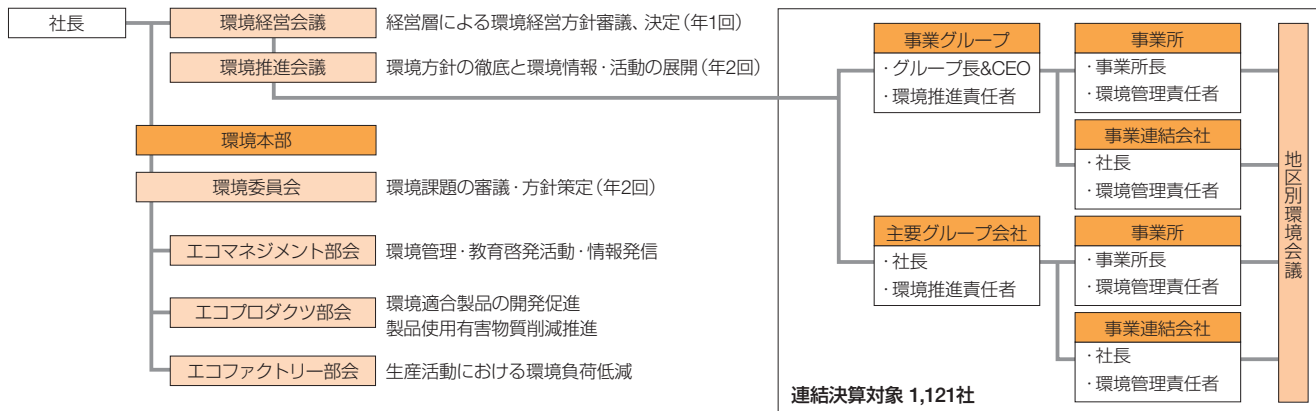 社長
環境経営会議
経営層による環境経営方針審議、決定(年1回)
環境推進会議
環境方針の徹底と環境情報・活動の展開(年2回)
環境本部
環境委員会
環境課題の審議・方針策定(年2回)
エコマネジメント部会
環境管理・教育啓発活動・情報発信
エコプロダクツ部会
環境適合製品の開発促進
製品使用有害物質削減推進
エコファクトリー部会
生産活動における環境負荷低減
事業グループ
・グループ長&CEO
・環境推進責任者
事業所
・事業所長
・環境管理責任者
事業連結会社
・社長
・環境管理責任者
主要グループ会社
・社長
・環境推進責任者
事業所
・事業所長
・環境管理責任者
事業連結会社
・社長
・環境管理責任者
地区別環境会議
連結決算対象 1,121社